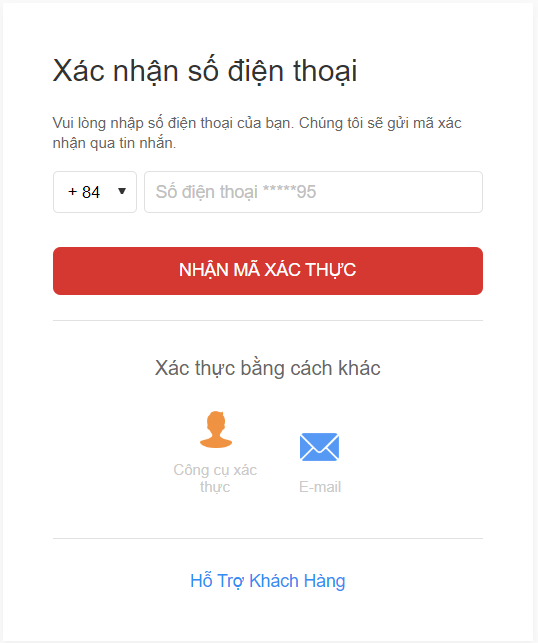 Xác nhận số điện thoại
Vui lòng nhập số điện thoại của bạn. Chúng tôi sẽ gửi mã xác
nhận qua tin nhắn.
+ 84 Số điện thoại *****95
NHẬN MÃ XÁC THỰC
Xác thực bằng cách khác
Công cụ xác
thực
E-mail
Hỗ Trợ Khách Hàng